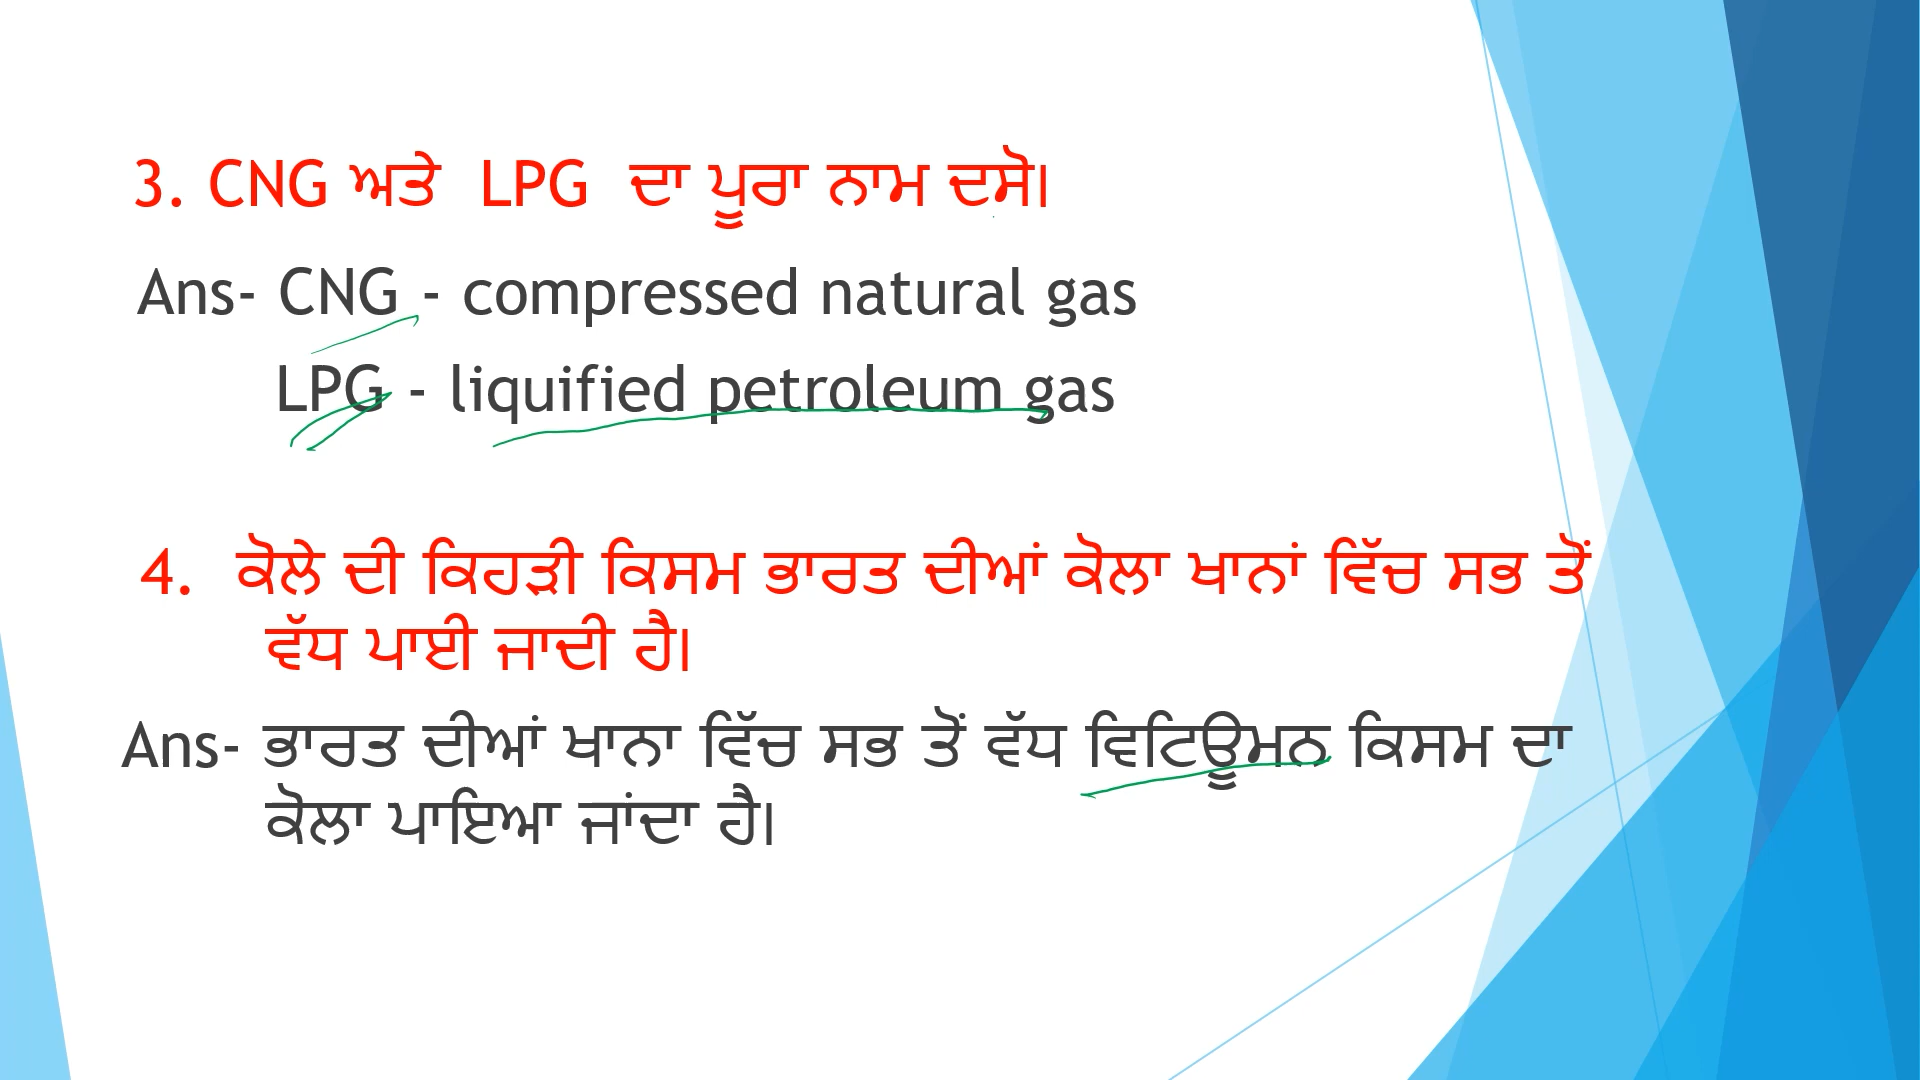 3. CNG ਅਤੇ LPG ਦਾ ਪੂਰਾ ਨਾਮ ਦਸੋ।
Ans- CNG - compressed natural gas
LPG - liquified petroleum gas
4. ਕੋਲੇ ਦੀ ਕਿਹੜੀ ਕਿਸਮ ਭਾਰਤ ਦੀਆਂ ਕੋਲਾ ਖਾਨਾਂ ਵਿੱਚ ਸਭ ਤੋਂ
ਵੱਧ ਪਾਈ ਜਾਦੀ ਹੈ।
Ans- ਭਾਰਤ ਦੀਆਂ ਖਾਨਾ ਵਿੱਚ ਸਭ ਤੋਂ ਵੱਧ ਵਿਟਿਊਮਨ ਕਿਸਮ ਦਾ
ਕੋਲਾ ਪਾਇਆ ਜਾਂਦਾ ਹੈ।